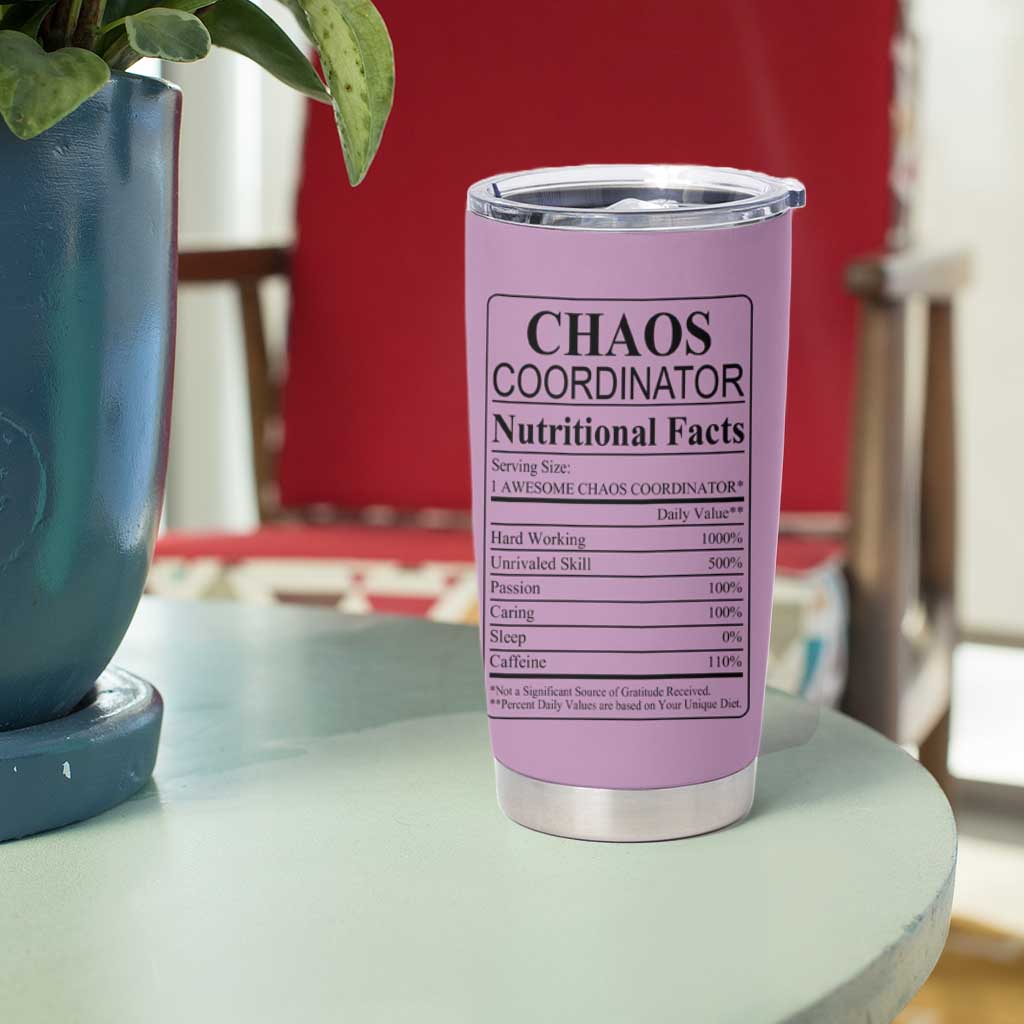 CHAOS
COORDINATOR
Nutritional Facts
Serving Size:
1 AWESOME CHAOS COORDINATOR*
Daily Value**
Hard Working 1000%
Unrivaled Skill 500%
Passion 100%
Caring 100%
Sleep 0%
Caffeine 110%
*Not a Significant Source of Gratitude Received.
**Percent Daily Values are based on Your Unique Diet.